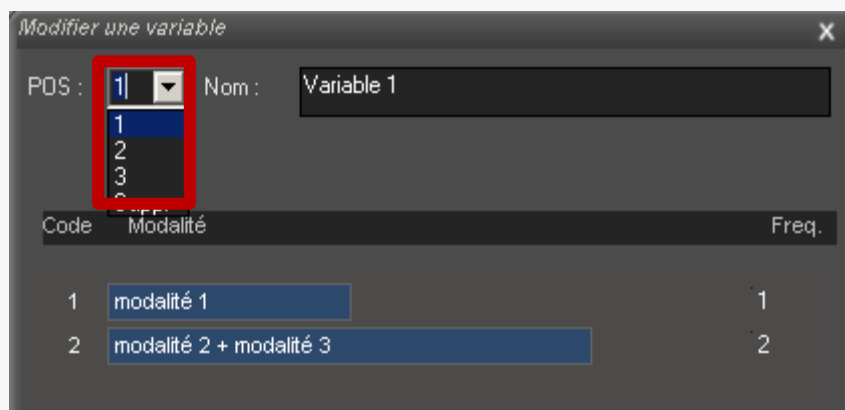 Modifier une variable x
POS : 1 Nom : Variable 1
1
2
3
Code Modalité Freq.
1 modalité 1 1
2 modalité 2 + modalité 3 2